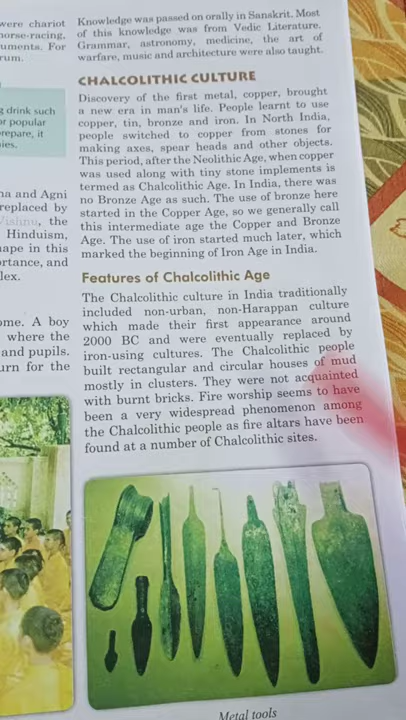 were chariot
horse-racing,
uments. For
rum.
g drink such
or popular
repare, it
ies.
na and Agni
replaced by
Vishnu, the
Hinduism,
ape in this
ortance, and
lex.
ome. A boy
where the
and pupils.
urn for the
Knowledge was passed on orally in Sanskrit. Most
of this knowledge was from Vedic Literature.
Grammar, astronomy, medicine, the art of
warfare, music and architecture were also taught.
CHALCOLITHIC CULTURE
Discovery of the first metal, copper, brought
a new era in man's life. People learnt to use
copper, tin, bronze and iron. In North India,
people switched to copper from stones for
making axes, spear heads and other objects.
This period, after the Neolithic Age, when copper
was used along with tiny stone implements is
termed as Chalcolithic Age. In India, there was
no Bronze Age as such. The use of bronze here
started in the Copper Age, so we generally call
this intermediate age the Copper and Bronze
Age. The use of iron started much later, which
marked the beginning of Iron Age in India.
Features of Chalcolithic Age
The Chalcolithic culture in India traditionally
included non-urban, non-Harappan culture
which made their first appearance around
2000 BC and were eventually replaced by
iron-using cultures. The Chalcolithic people
built rectangular and circular houses of mud
mostly in clusters. They were not acquainted
with burnt bricks. Fire worship seems to have
been a very widespread phenomenon among
the Chalcolithic people as fire altars have been
found at a number of Chalcolithic sites.
Metal tools